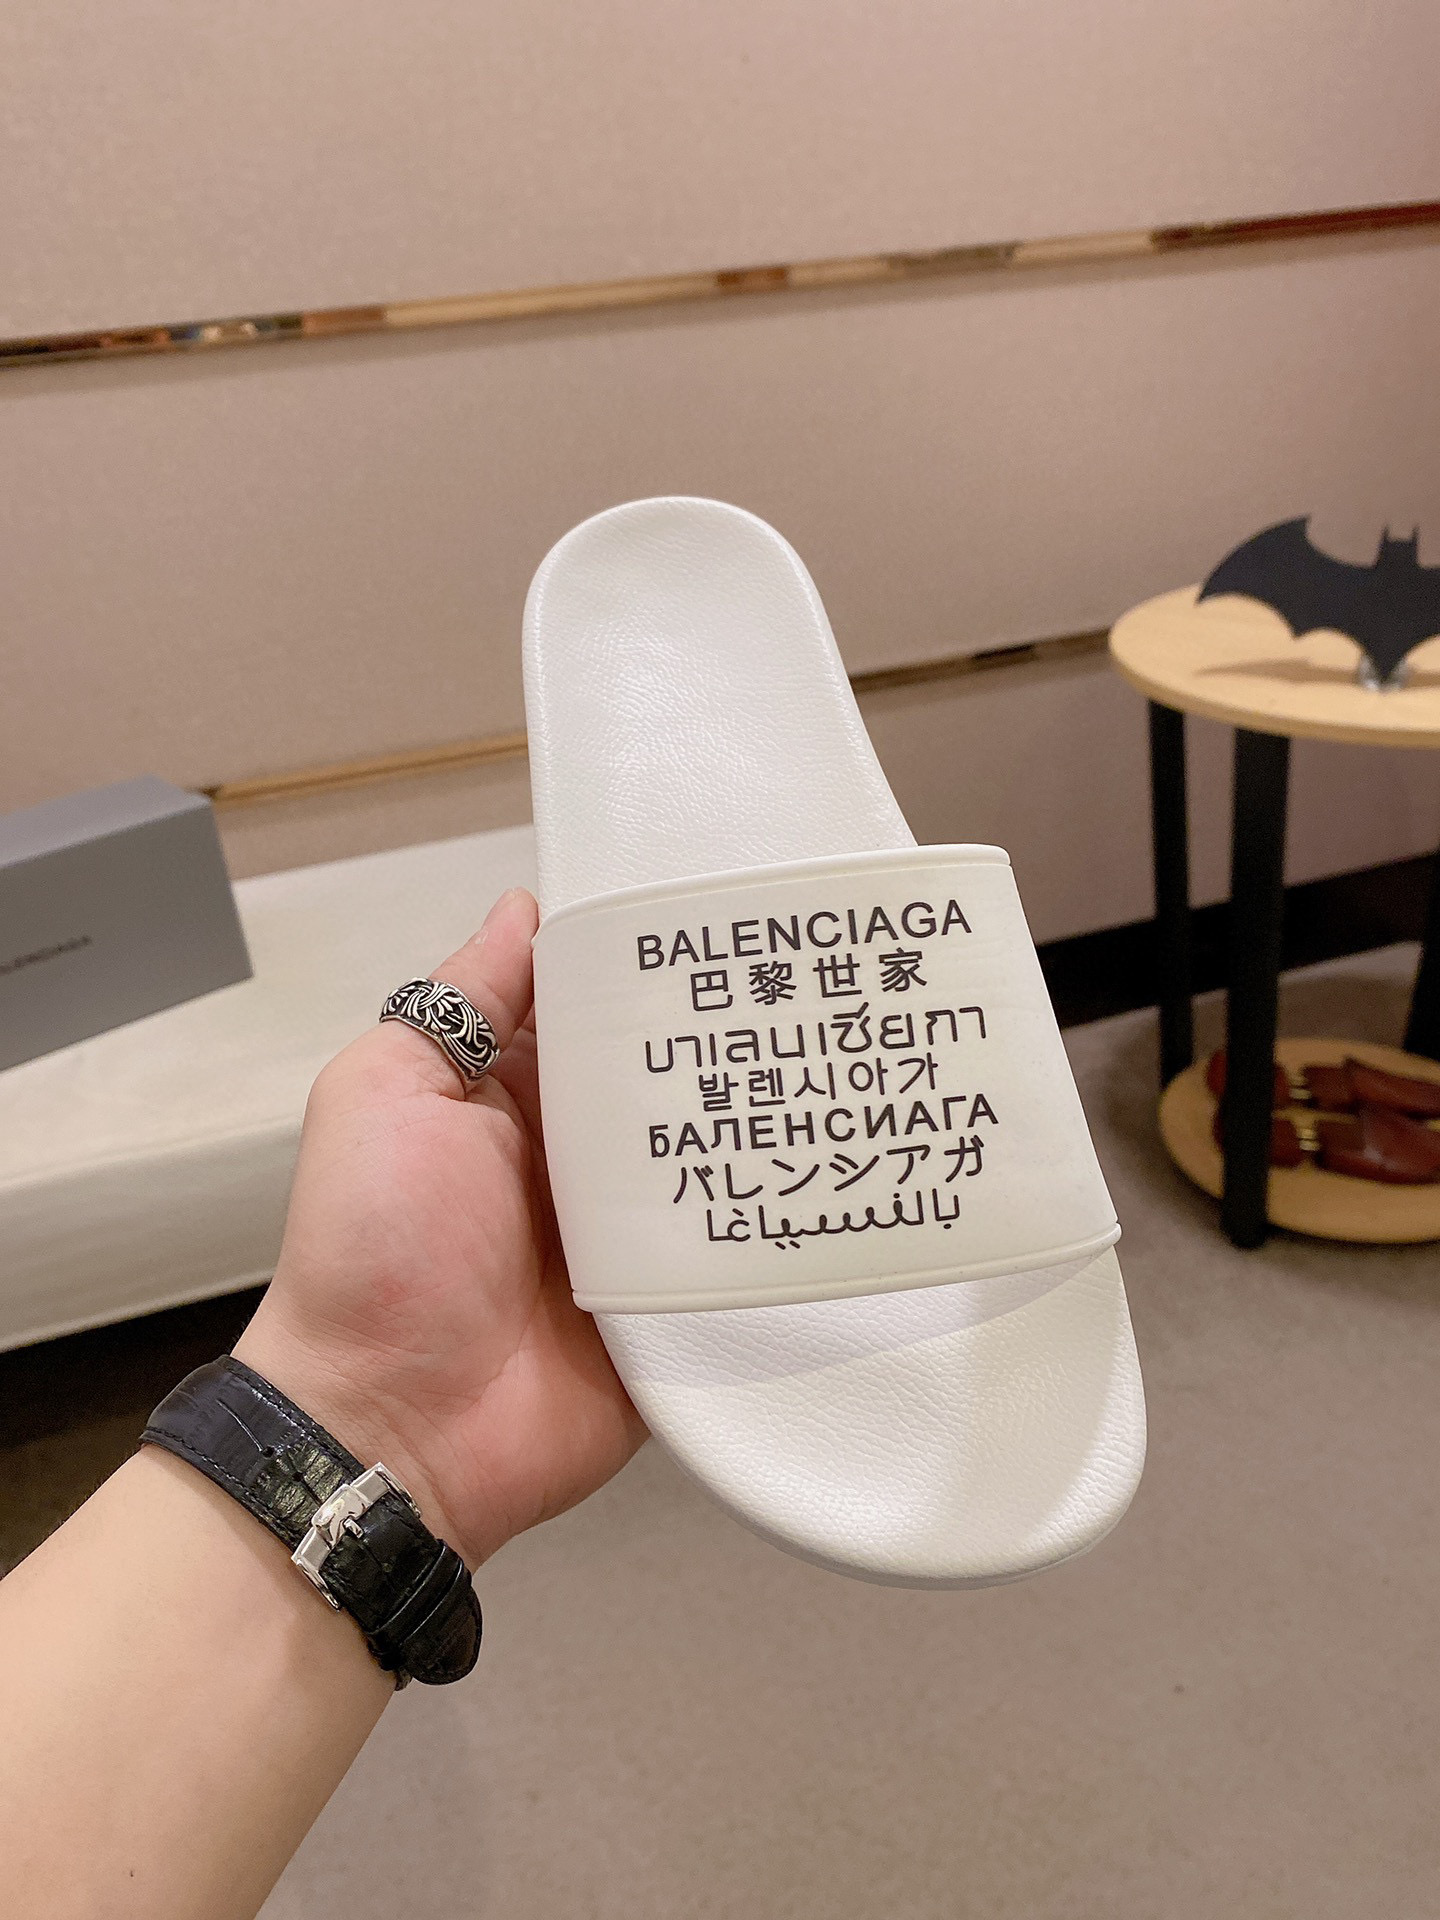 BALENCIAGA
BALENCIAGA
巴黎世家
บาเลนเซียกา
발렌시아가
БАЛЕНСИАГА
バレンシアガ
بالنسياغا